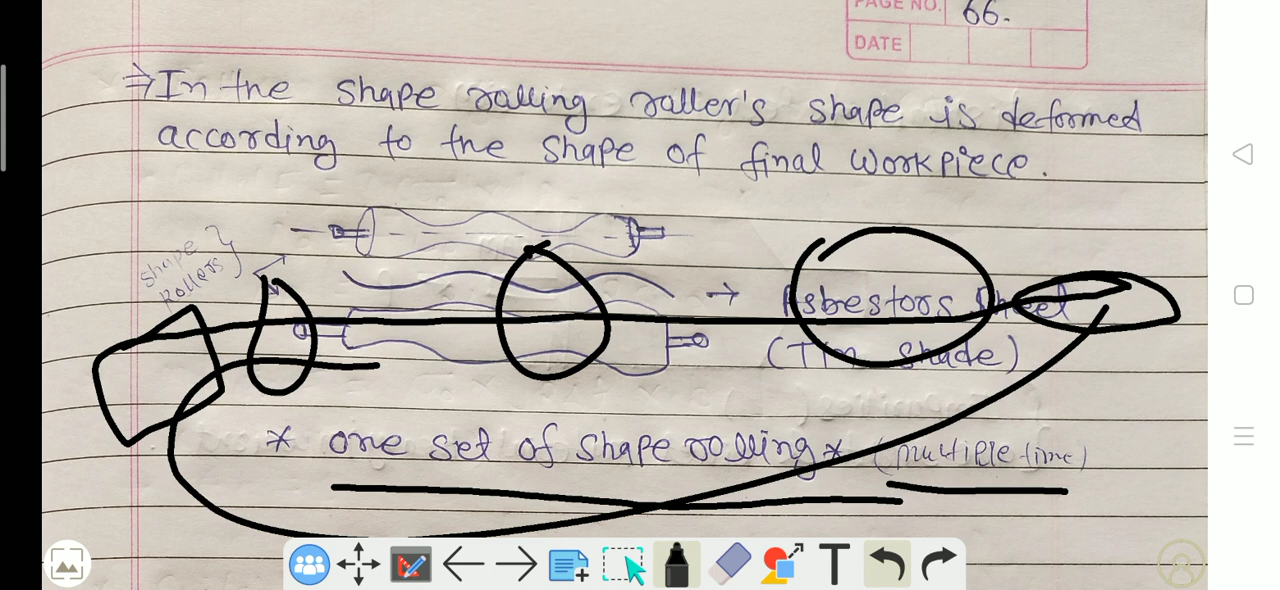 PAGE NO. 66.
DATE
⇒ In the shape rolling roller's shape is deformed
according to the shape of final workpiece.
shape
Rollers }
→ Asbestors sheet
(Tin shade)
* one set of shape rolling * (multiple time)
T